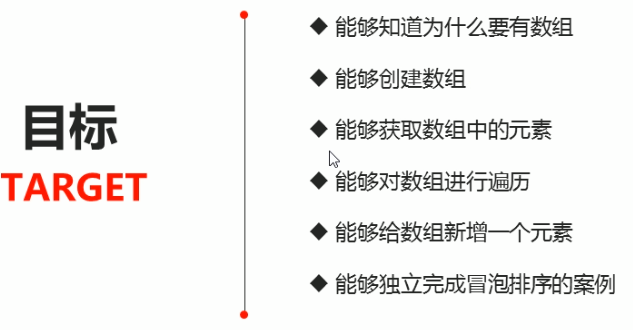 目标
TARGET
◆ 能够知道为什么要有数组
◆ 能够创建数组
◆ 能够获取数组中的元素
◆ 能够对数组进行遍历
◆ 能够给数组新增一个元素
◆ 能够独立完成冒泡排序的案例